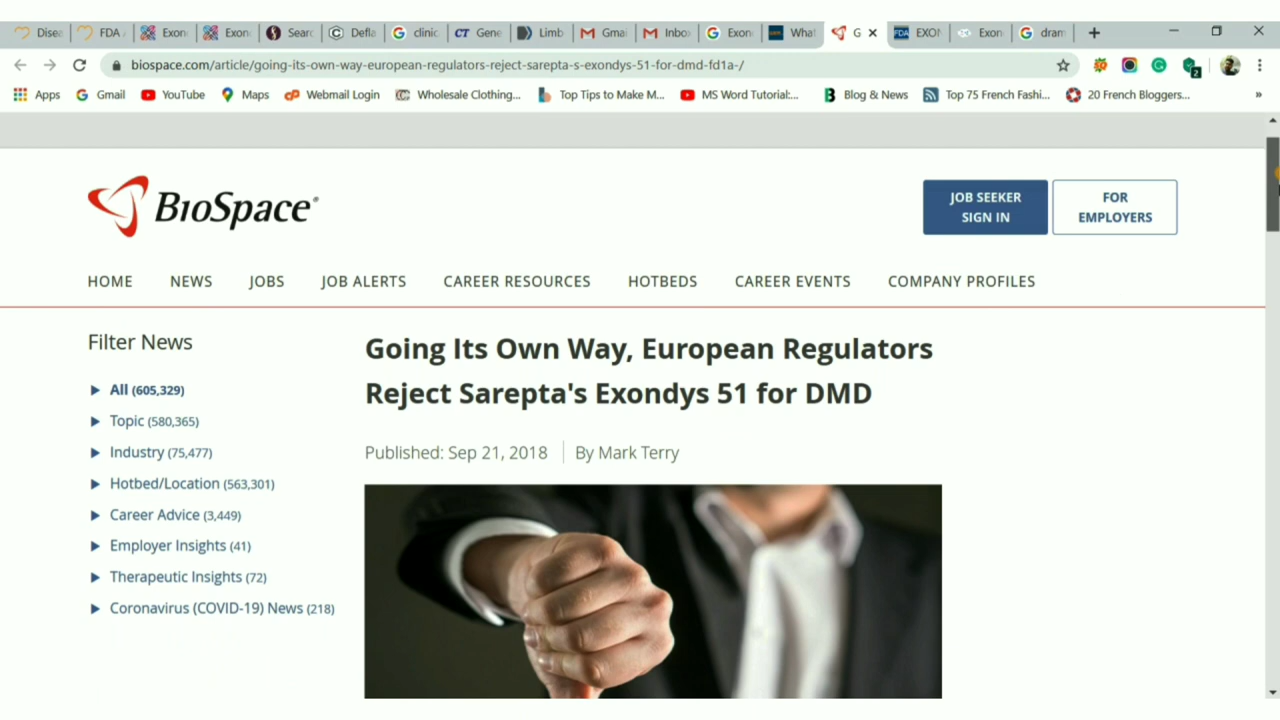 Disea
FDA A
Exon
Exon
Searc
Defla
clinic
Gene
Limb
Gmai
Inbo
Exon
What
G
EXON
Exon
dram
biospace.com/article/going-its-own-way-european-regulators-reject-sarepta-s-exondys-51-for-dmd-fd1a-/
2
Apps
Gmail
YouTube
Maps
Webmail Login
Wholesale Clothing...
Top Tips to Make M...
MS Word Tutorial:...
Blog & News
Top 75 French Fashi...
20 French Bloggers...
»
BioSpace®
JOB SEEKER
SIGN IN
FOR
EMPLOYERS
HOME NEWS JOBS JOB ALERTS CAREER RESOURCES HOTBEDS CAREER EVENTS COMPANY PROFILES
Filter News
All (605,329)
Topic (580,365)
Industry (75,477)
Hotbed/Location (563,301)
Career Advice (3,449)
Employer Insights (41)
Therapeutic Insights (72)
Coronavirus (COVID-19) News (218)
Going Its Own Way, European Regulators
Reject Sarepta's Exondys 51 for DMD
Published: Sep 21, 2018 By Mark Terry